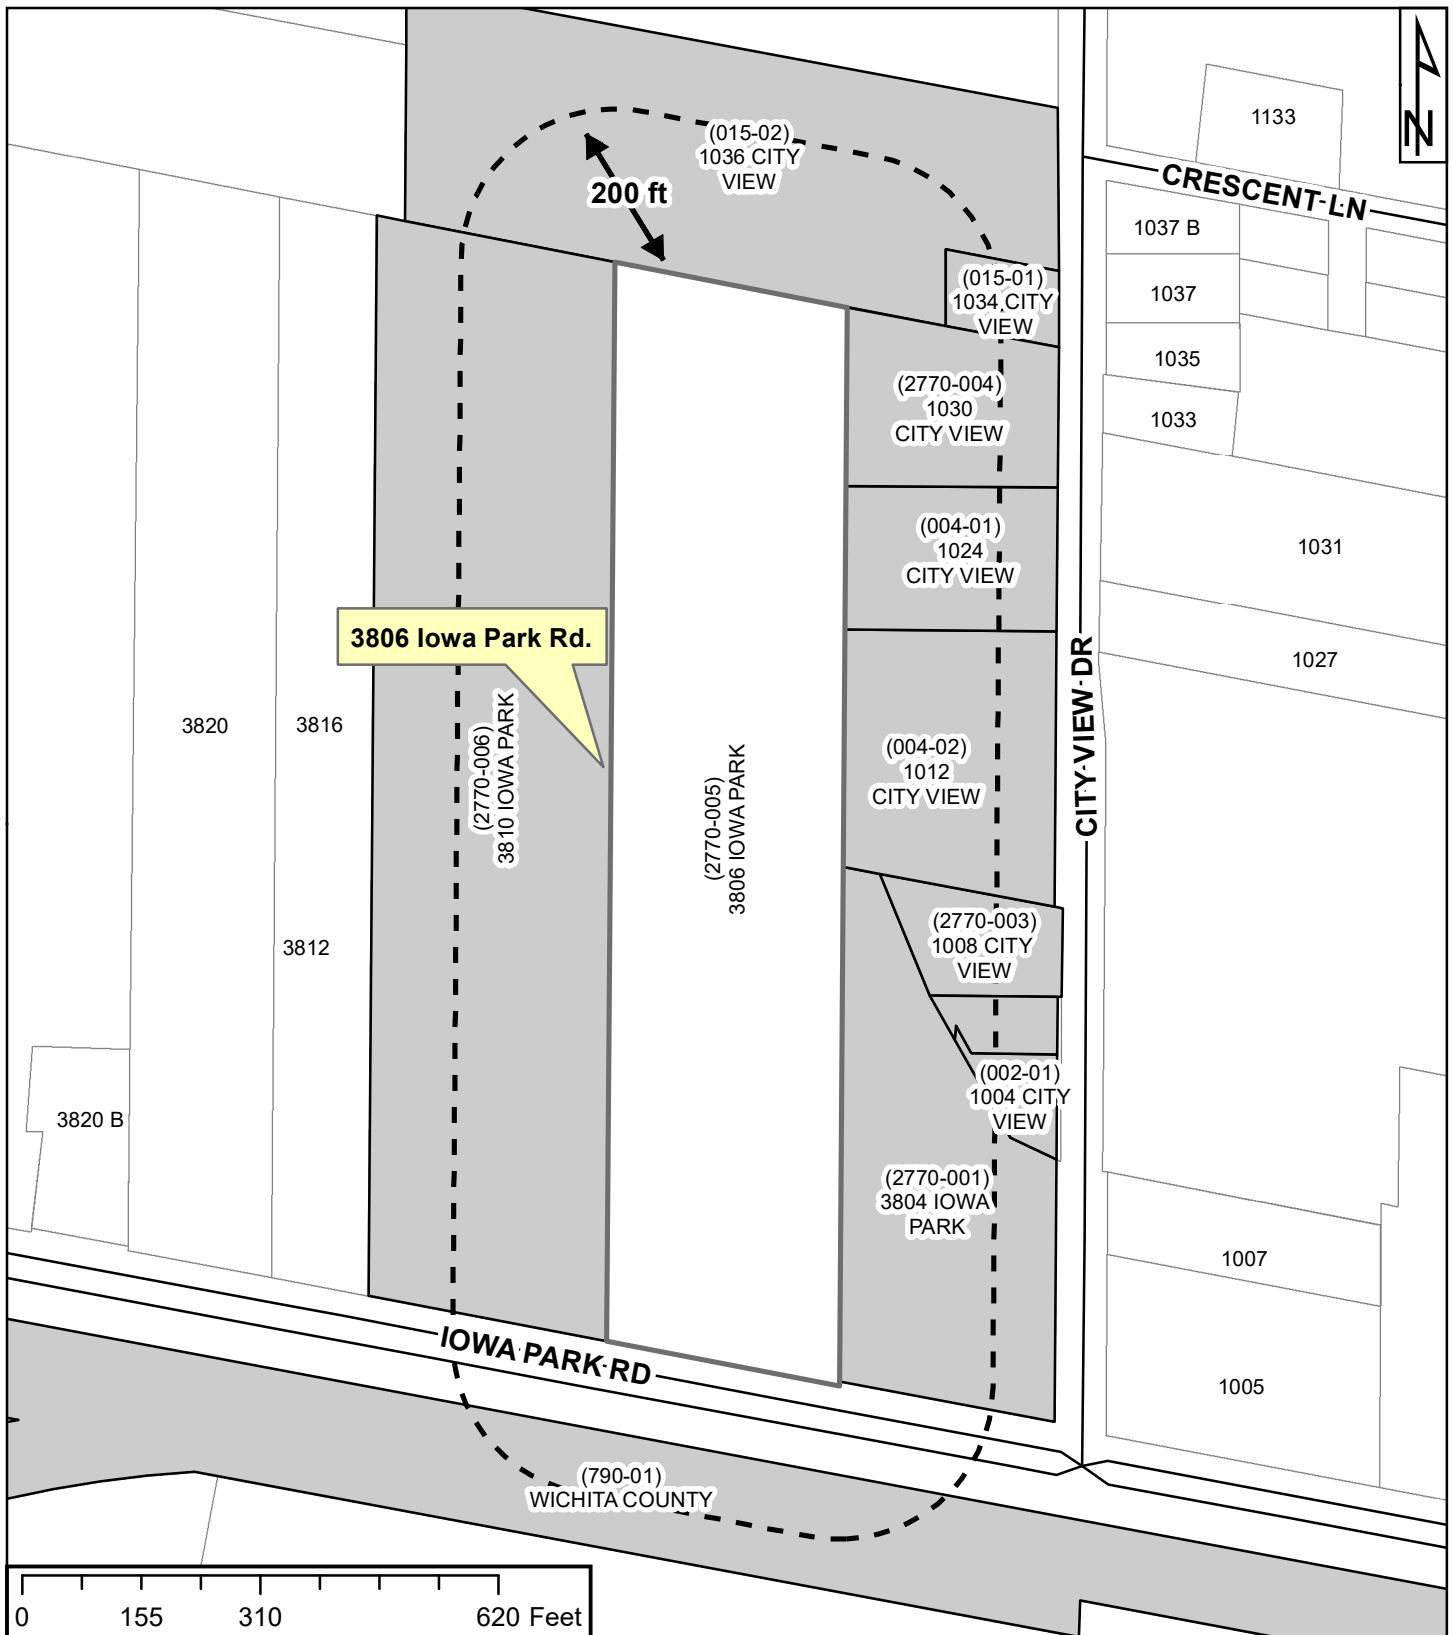 N
1133
(015-02)
1036 CITY
VIEW
CRESCENT LN
200 ft
1037 B
(015-01)
1034 CITY
VIEW
1037
1035
(2770-004)
1030
CITY VIEW
1033
(004-01)
1024
CITY VIEW
1031
3806 Iowa Park Rd.
1027
CITY VIEW DR
3820
3816
(2770-006)
3810 IOWA PARK
(2770-005)
3806 IOWA PARK
(004-02)
1012
CITY VIEW
3812
(2770-003)
1008 CITY
VIEW
3820 B
(002-01)
1004 CITY
VIEW
(2770-001)
3804 IOWA
PARK
1007
IOWA PARK RD
1005
(790-01)
WICHITA COUNTY
0 155 310 620 Feet